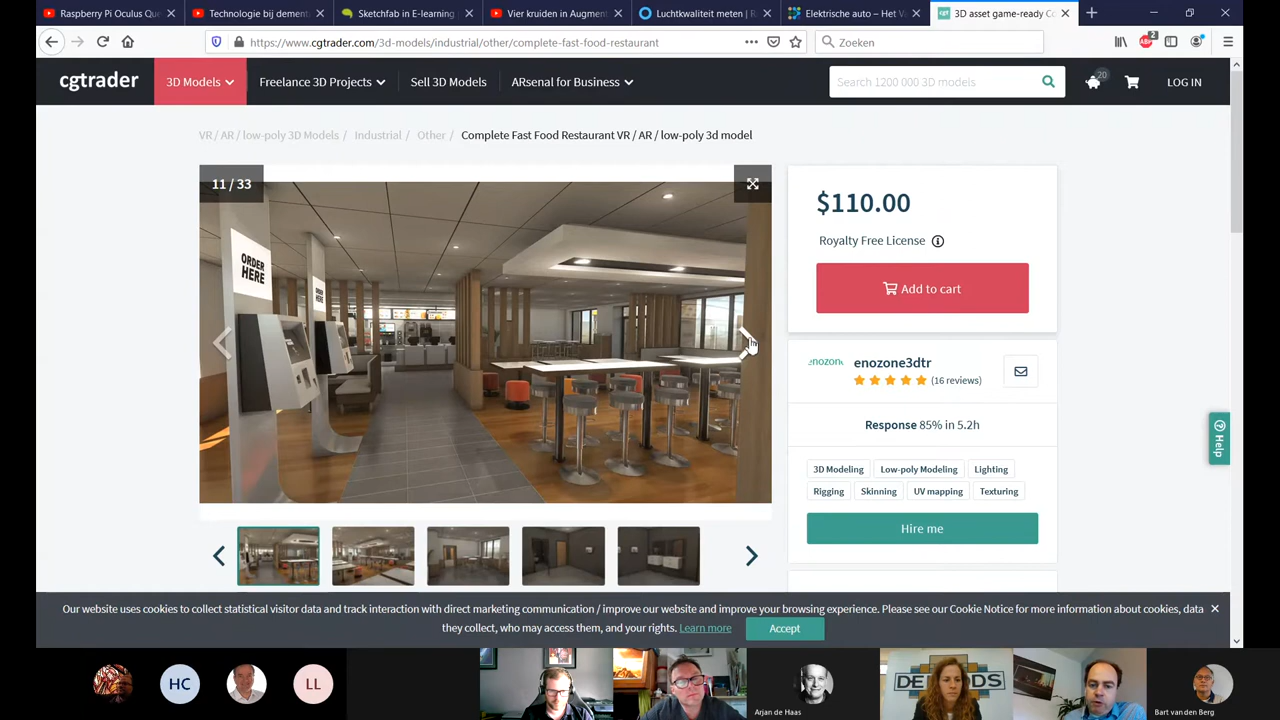 Raspberry Pi Oculus Que
Technologie bij dement
Sketchfab in E-learning
Vier kruiden in Augment
Luchtkwaliteit meten | R
Elektrische auto – Het V
3D asset game-ready Co
https://www.cgtrader.com/3d-models/industrial/other/complete-fast-food-restaurant
Zoeken
2
cgtrader
3D Models
Freelance 3D Projects
Sell 3D Models
ARsenal for Business
Search 1200 000 3D models
20
LOG IN
VR / AR / low-poly 3D Models / Industrial / Other / Complete Fast Food Restaurant VR / AR / low-poly 3d model
11 / 33
ORDER
HERE
$110.00
Royalty Free License
Add to cart
enozone
enozone3dtr
(16 reviews)
Response 85% in 5.2h
3D Modeling
Low-poly Modeling
Lighting
Rigging
Skinning
UV mapping
Texturing
Hire me
Help
Our website uses cookies to collect statistical visitor data and track interaction with direct marketing communication / improve our website and improve your browsing experience. Please see our Cookie Notice for more information about cookies, data
they collect, who may access them, and your rights. Learn more
Accept
HC
LL
Arjan de Haas
Bart van den Berg